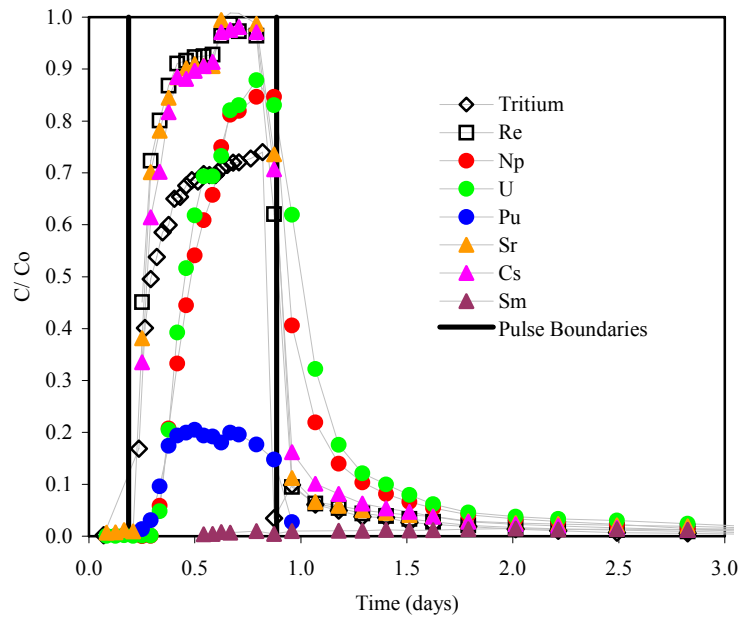 1.0
0.9
0.8
0.7
0.6
0.5
0.4
0.3
0.2
0.1
0.0
C/ Co
Tritium
Re
Np
U
Pu
Sr
Cs
Sm
Pulse Boundaries
0.0 0.5 1.0 1.5 2.0 2.5 3.0
Time (days)